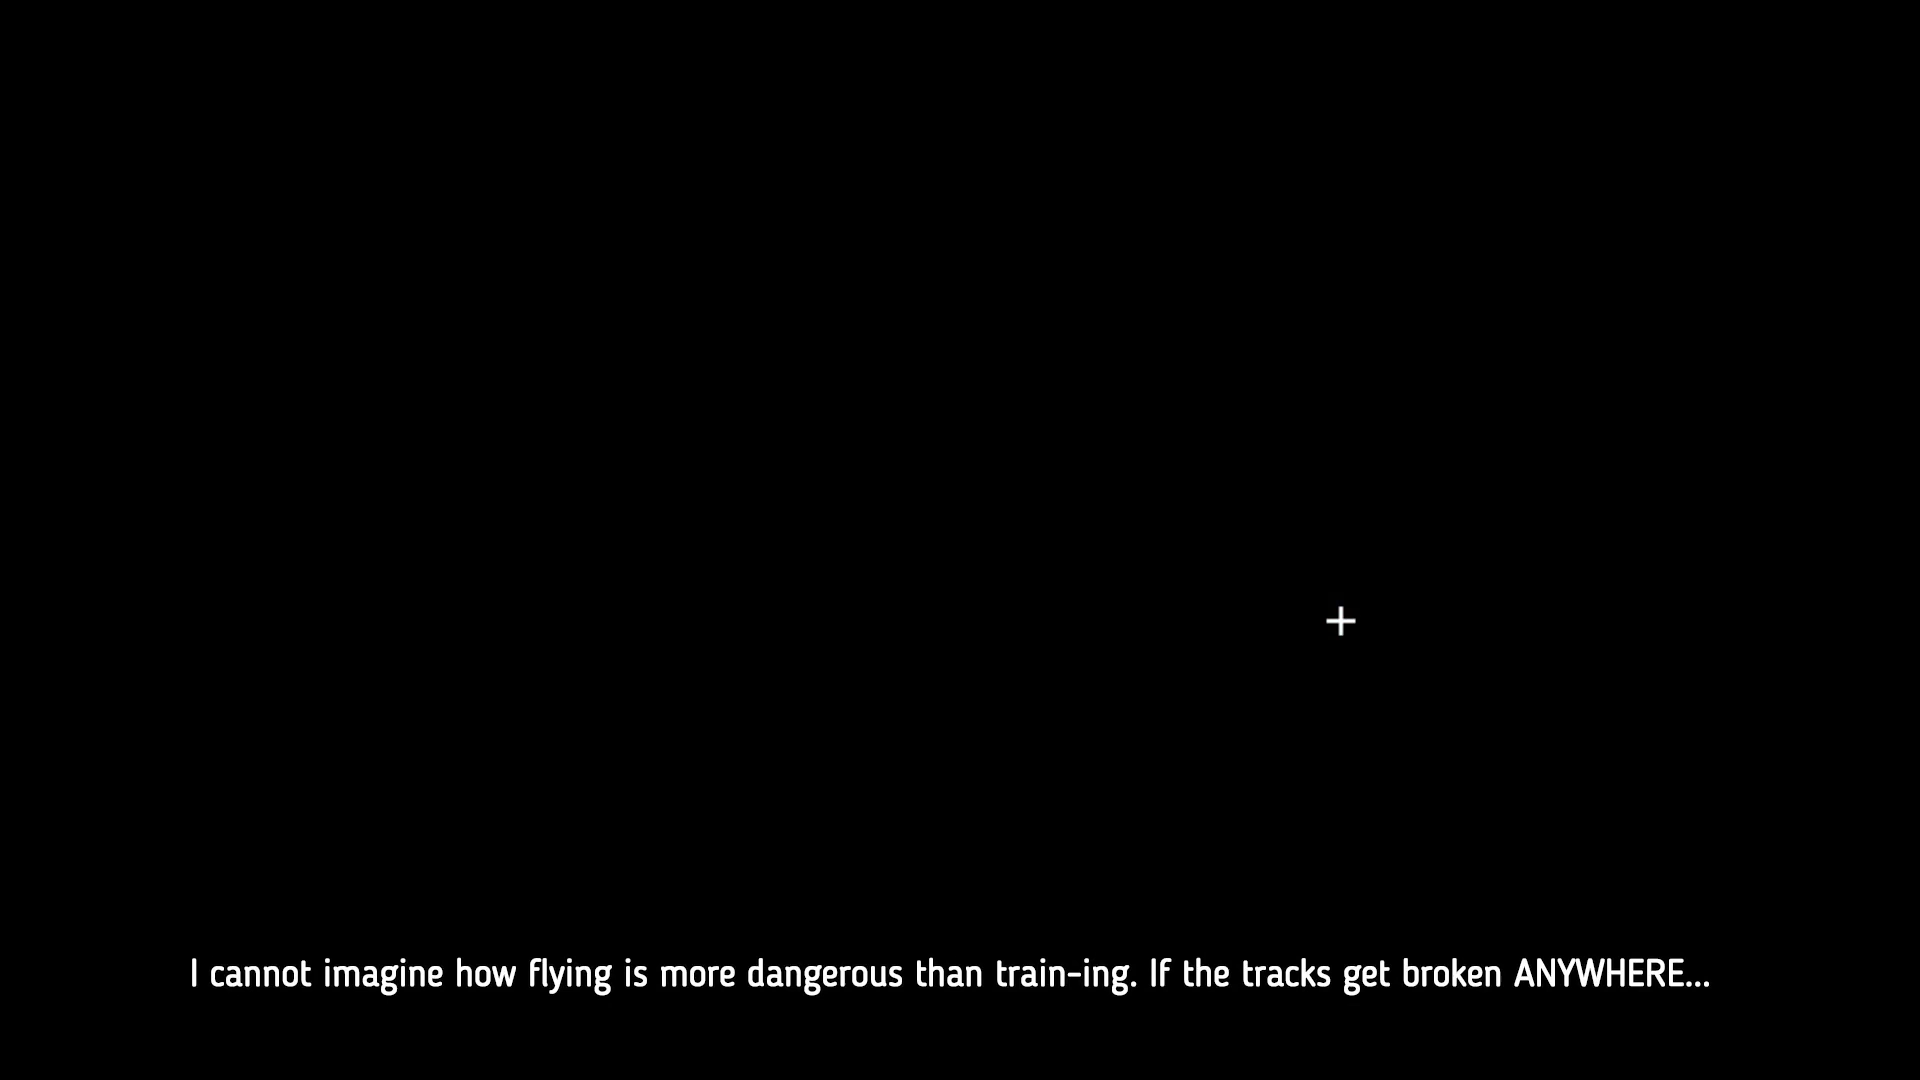 I cannot imagine how flying is more dangerous than train-ing. If the tracks get broken ANYWHERE...